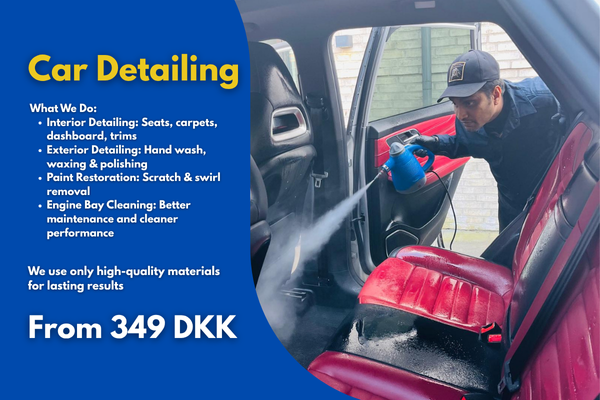 Car Detailing
What We Do:
• Interior Detailing: Seats, carpets,
dashboard, trims
• Exterior Detailing: Hand wash,
waxing & polishing
• Paint Restoration: Scratch & swirl
removal
• Engine Bay Cleaning: Better
maintenance and cleaner
performance
We use only high-quality materials
for lasting results
From 349 DKK